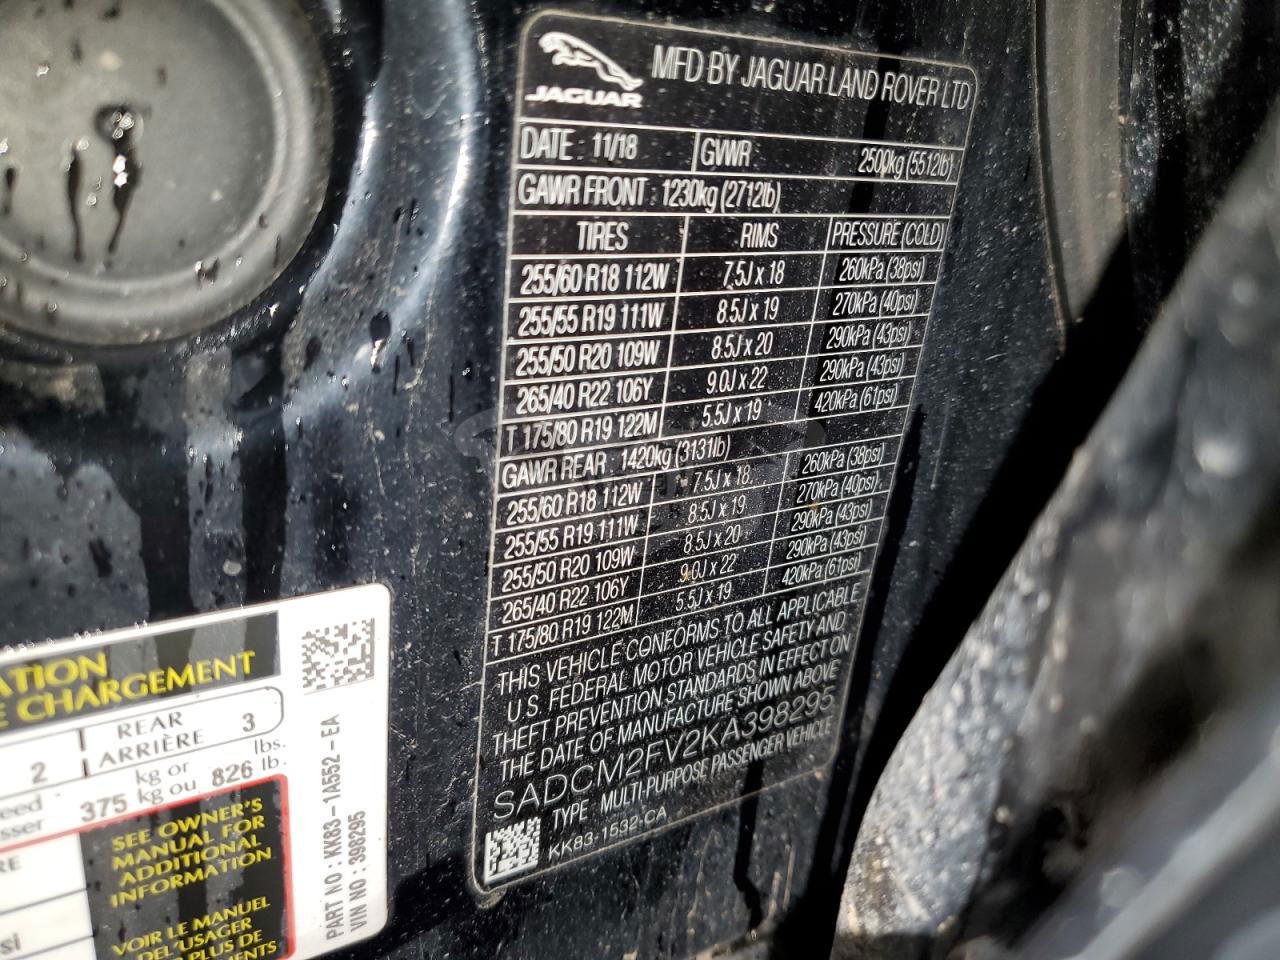 JAGUAR
MFD BY JAGUAR LAND ROVER LTD
DATE : 11/18 GVWR 2500kg (5512lb)
GAWR FRONT : 1230kg (2712lb)
TIRES RIMS PRESSURE (COLD)
255/60 R18 112W 7.5J x 18 260kPa (38psi)
255/55 R19 111W 8.5J x 19 270kPa (40psi)
255/50 R20 109W 8.5J x 20 290kPa (43psi)
265/40 R22 106Y 9.0J x 22 290kPa (43psi)
T 175/80 R19 122M 5.5J x 19 420kPa (61psi)
GAWR REAR : 1420kg (3131lb)
255/60 R18 112W 7.5J x 18 260kPa (38psi)
255/55 R19 111W 8.5J x 19 270kPa (40psi)
255/50 R20 109W 8.5J x 20 290kPa (43psi)
265/40 R22 106Y 9.0J x 22 290kPa (43psi)
T 175/80 R19 122M 5.5J x 19 420kPa (61psi)
THIS VEHICLE CONFORMS TO ALL APPLICABLE
U.S. FEDERAL MOTOR VEHICLE SAFETY AND
THEFT PREVENTION STANDARDS IN EFFECT ON
THE DATE OF MANUFACTURE SHOWN ABOVE
SADCM2FV2KA398295
TYPE MULTI-PURPOSE PASSENGER VEHICLE
KK83-1532-CA
ATION
E CHARGEMENT
2 REAR 3
ARRIÈRE
kg or lbs.
375 kg ou 826 lb.
SEE OWNER'S
MANUAL FOR
ADDITIONAL
INFORMATION
VOIR LE MANUEL
DE L'USAGER
PLUS DE
PART NO : KK83-1A552-EA
VIN NO : 398295